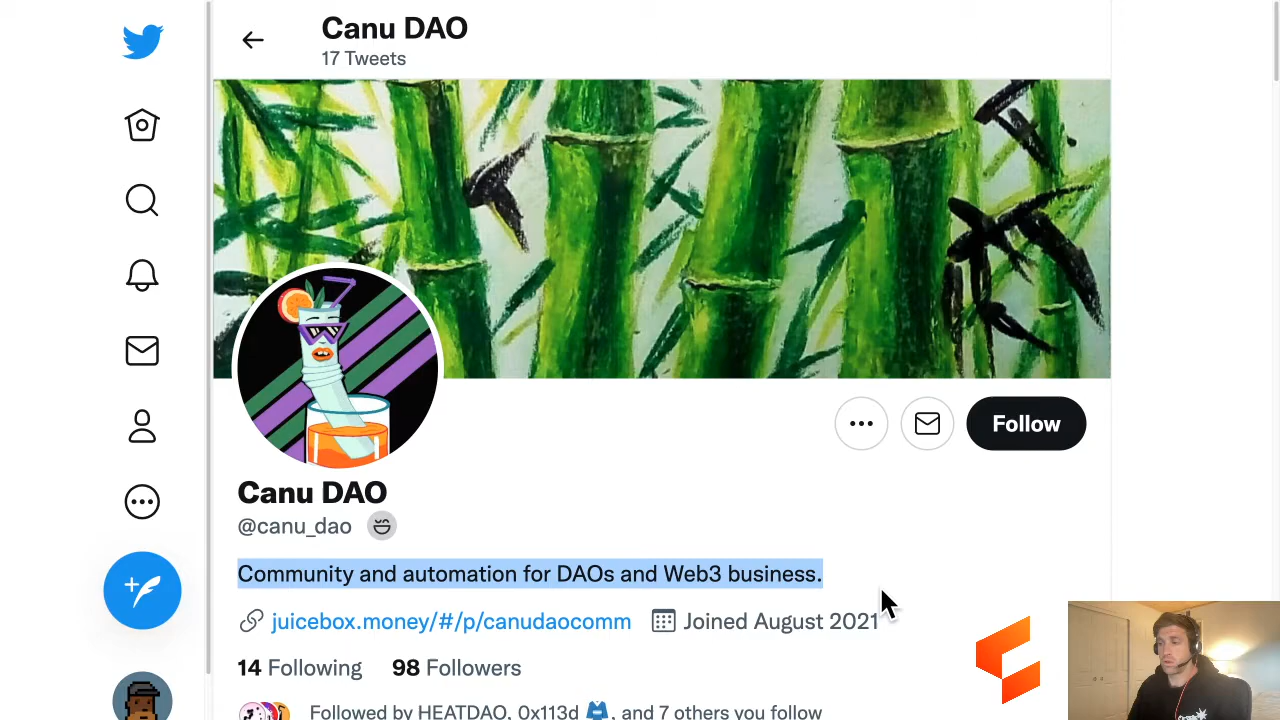 Canu DAO
17 Tweets
Follow
Canu DAO
@canu_dao
Community and automation for DAOs and Web3 business.
juicebox.money/#/p/canudaocomm Joined August 2021
14 Following 98 Followers
Followed by HEATDAO, 0x113d, and 7 others you follow